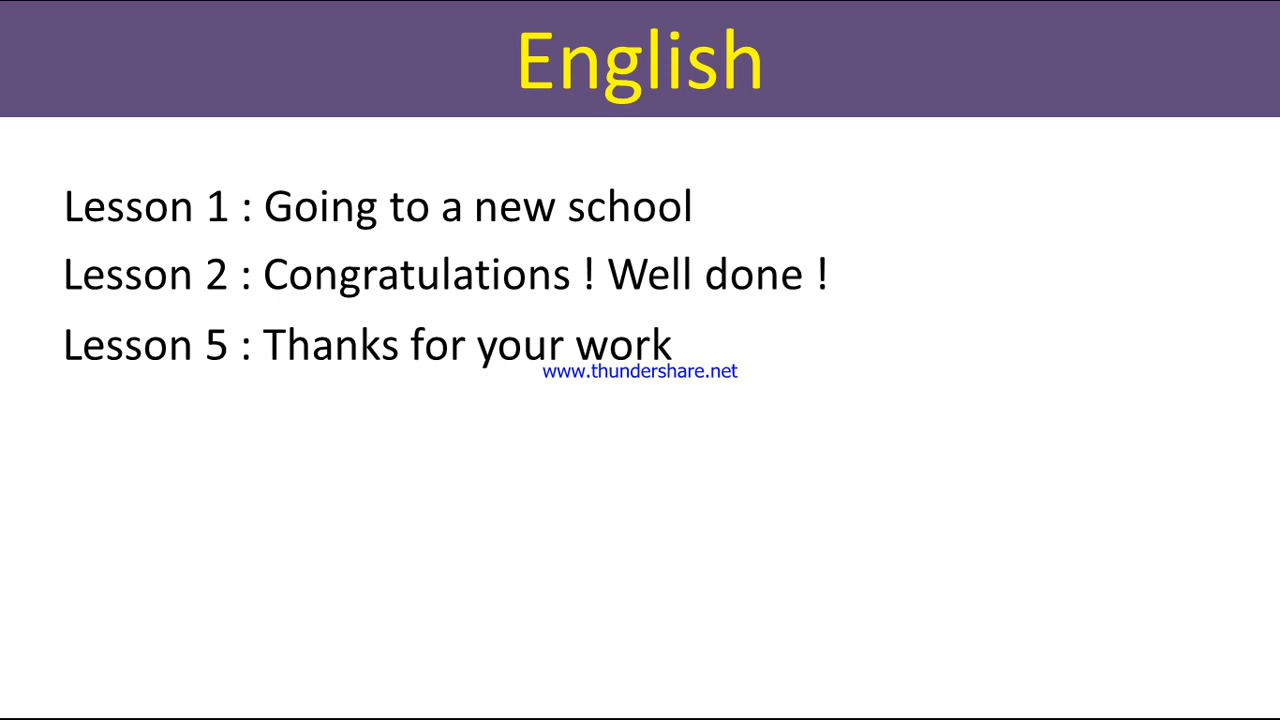 English
Lesson 1 : Going to a new school
Lesson 2 : Congratulations ! Well done !
Lesson 5 : Thanks for your work
www.thundershare.net